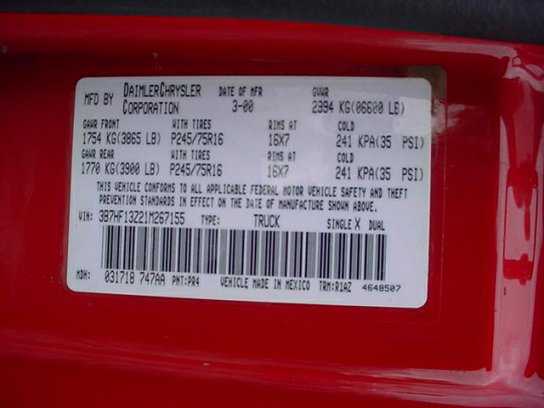 MFD BY DAIMLERCHRYSLER CORPORATION DATE OF MFR 3-00 GVWR 2394 KG(06600 LB)
GAWR FRONT WITH TIRES RIMS AT COLD
1754 KG(3865 LB) P245/75R16 16X7 241 KPA(35 PSI)
GAWR REAR WITH TIRES RIMS AT COLD
1770 KG(3900 LB) P245/75R16 16X7 241 KPA(35 PSI)
THIS VEHICLE CONFORMS TO ALL APPLICABLE FEDERAL MOTOR VEHICLE SAFETY AND THEFT
PREVENTION STANDARDS IN EFFECT ON THE DATE OF MANUFACTURE SHOWN ABOVE.
VIN: 3B7HF13Z21M267155 TYPE: TRUCK SINGLE X DUAL
MDH: 031718 747AA PNT:PR4 VEHICLE MADE IN MEXICO TRM:R1AZ 4648507